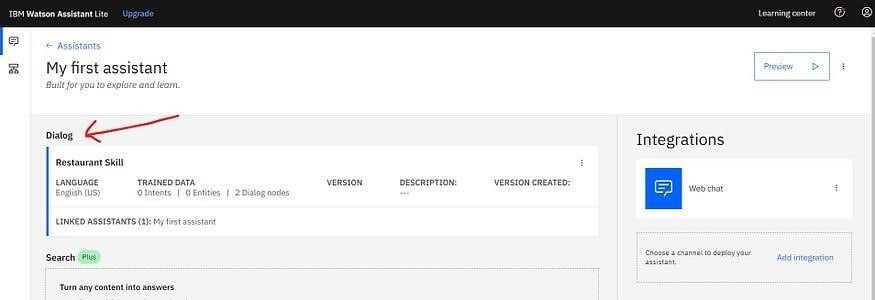 IBM Watson Assistant Lite Upgrade Learning center
← Assistants
My first assistant
Built for you to explore and learn.
Preview
Dialog
Restaurant Skill
LANGUAGE TRAINED DATA VERSION DESCRIPTION: VERSION CREATED:
English (US) 0 Intents | 0 Entities | 2 Dialog nodes ---
LINKED ASSISTANTS (1): My first assistant
Search Plus
Turn any content into answers
Integrations
Web chat
Choose a channel to deploy your
assistant.
Add integration